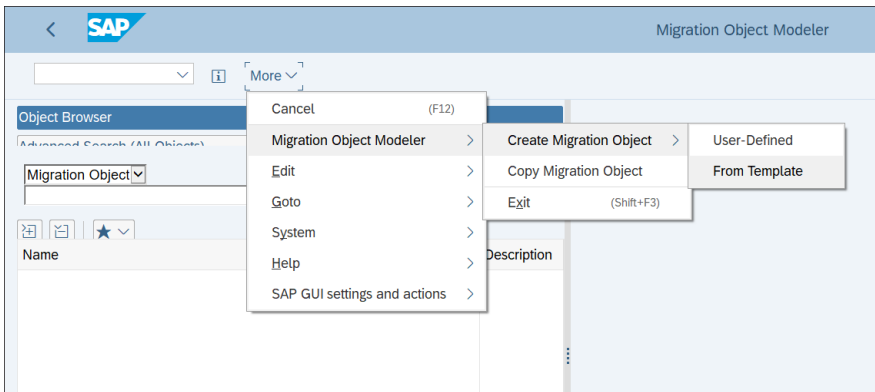 SAP
Migration Object Modeler
More
Object Browser
Advanced Search (All Objects)
Migration Object
Name
Description
Cancel (F12)
Migration Object Modeler
Edit
Goto
System
Help
SAP GUI settings and actions
Create Migration Object
Copy Migration Object
Exit (Shift+F3)
User-Defined
From Template